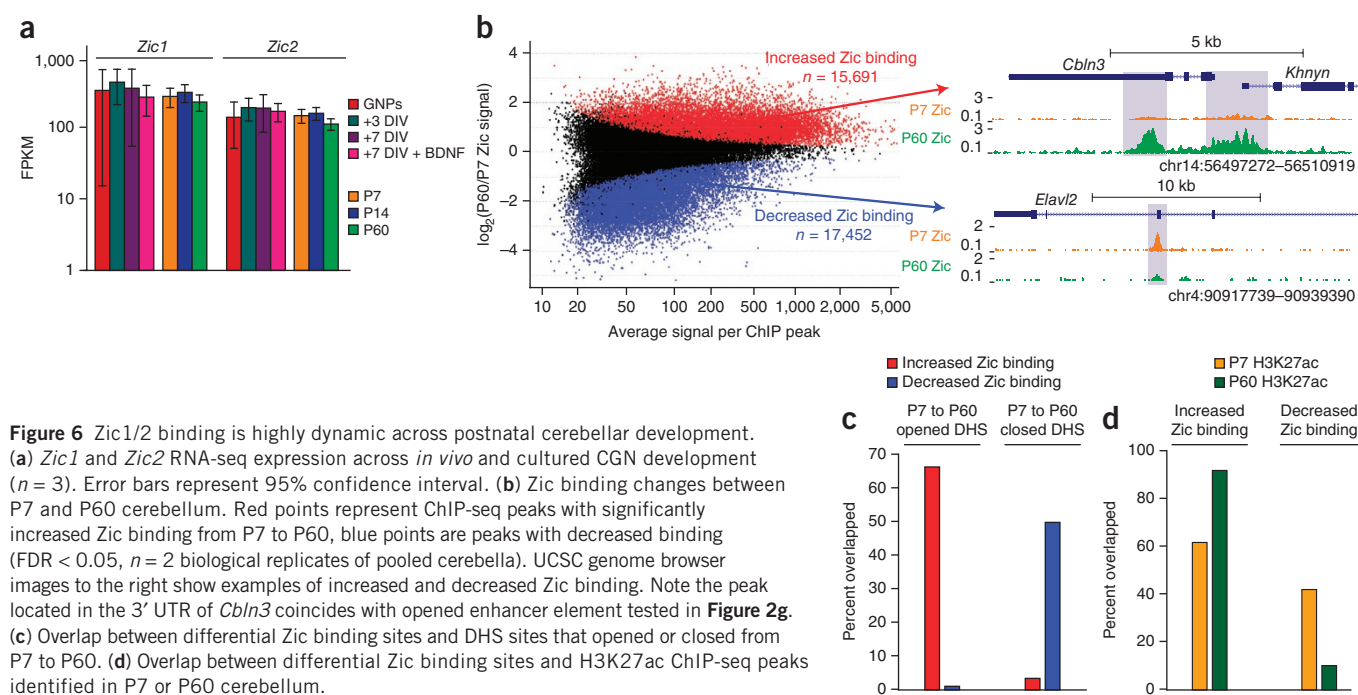 a
Zic1
Zic2
1,000
100
10
1
FPKM
GNPs
+3 DIV
+7 DIV
+7 DIV + BDNF
P7
P14
P60
b
4
2
0
−2
−4
log2(P60/P7 Zic signal)
10 20 50 100 200 500 1,000 2,000 5,000
Average signal per ChIP peak
Increased Zic binding
n = 15,691
Decreased Zic binding
n = 17,452
5 kb
Cbln3
Khnyn
3
P7 Zic
0.1
3
P60 Zic
0.1
chr14:56497272–56510919
10 kb
Elavl2
2
P7 Zic
0.1
2
P60 Zic
0.1
chr4:90917739–90939390
Figure 6 Zic1/2 binding is highly dynamic across postnatal cerebellar development.
(a) Zic1 and Zic2 RNA-seq expression across in vivo and cultured CGN development
(n = 3). Error bars represent 95% confidence interval. (b) Zic binding changes between
P7 and P60 cerebellum. Red points represent ChIP-seq peaks with significantly
increased Zic binding from P7 to P60, blue points are peaks with decreased binding
(FDR < 0.05, n = 2 biological replicates of pooled cerebella). UCSC genome browser
images to the right show examples of increased and decreased Zic binding. Note the peak
located in the 3′ UTR of Cbln3 coincides with opened enhancer element tested in Figure 2g.
(c) Overlap between differential Zic binding sites and DHS sites that opened or closed from
P7 to P60. (d) Overlap between differential Zic binding sites and H3K27ac ChIP-seq peaks
identified in P7 or P60 cerebellum.
Increased Zic binding
Decreased Zic binding
c
P7 to P60
opened DHS
P7 to P60
closed DHS
70
60
50
40
30
20
10
0
Percent overlapped
P7 H3K27ac
P60 H3K27ac
d
Increased
Zic binding
Decreased
Zic binding
100
80
60
40
20
0
Percent overlapped